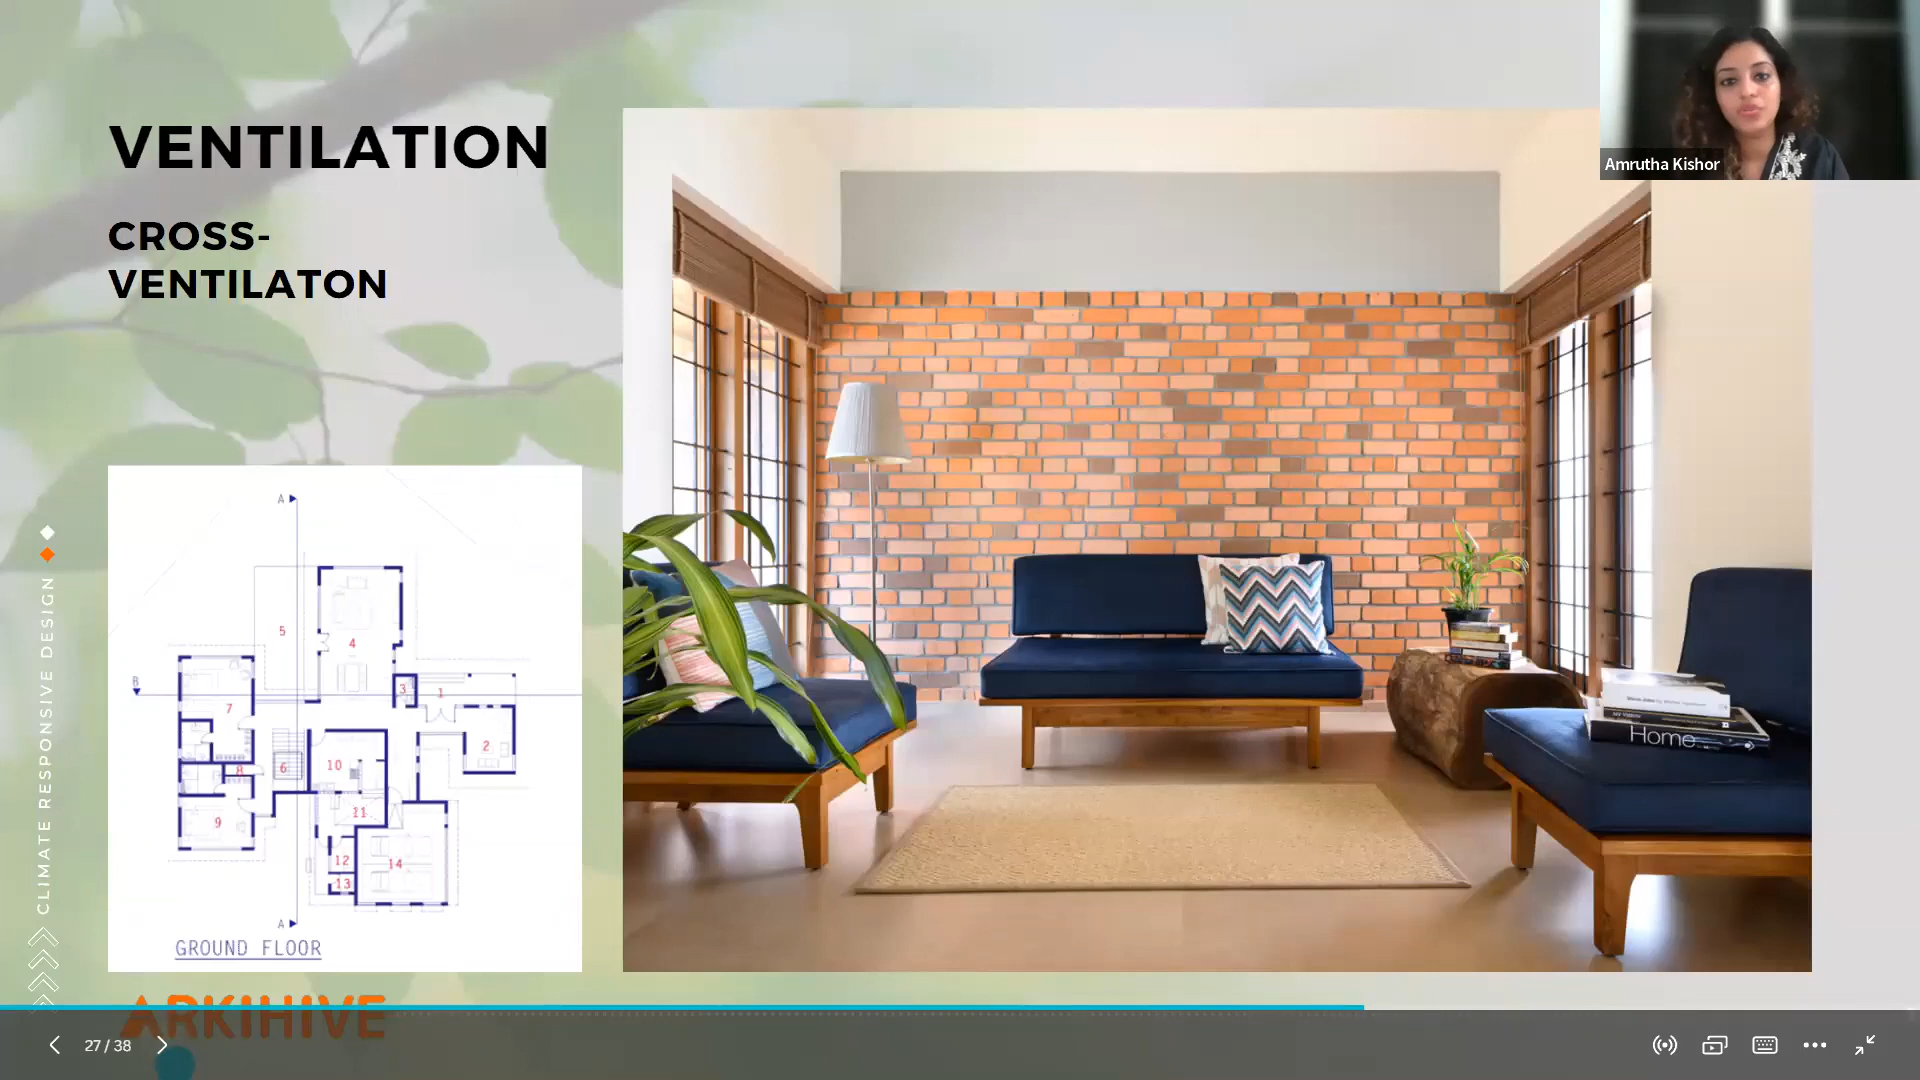 VENTILATION
CROSS-
VENTILATON
Amrutha Kishor
CLIMATE RESPONSIVE DESIGN
A
5
4
B
3
1
7
2
10
6
8
11
9
12
14
13
A
GROUND FLOOR
Home
ARKIHIVE
27 / 38